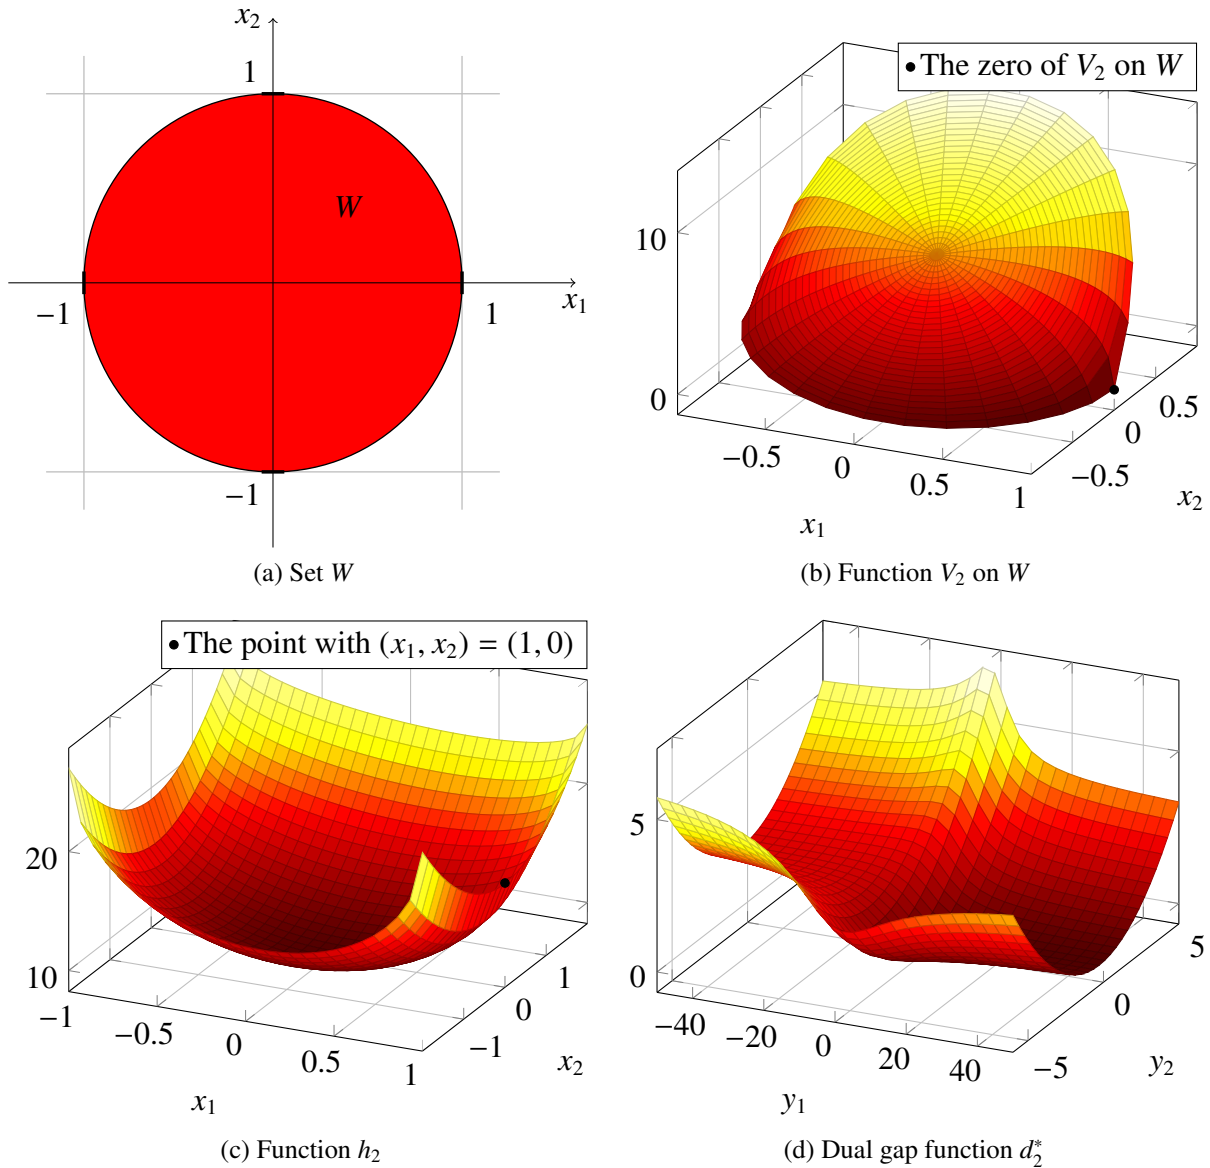 x₂
1
W
−1
1
x₁
−1
(a) Set W
The zero of V₂ on W
10
0
−0.5
0
0.5
1
−0.5
0
0.5
x₁
x₂
(b) Function V₂ on W
The point with (x₁, x₂) = (1, 0)
20
10
−1
−0.5
0
0.5
1
−1
0
1
x₁
x₂
(c) Function h₂
5
0
−40
−20
0
20
40
−5
0
5
y₁
y₂
(d) Dual gap function d₂*